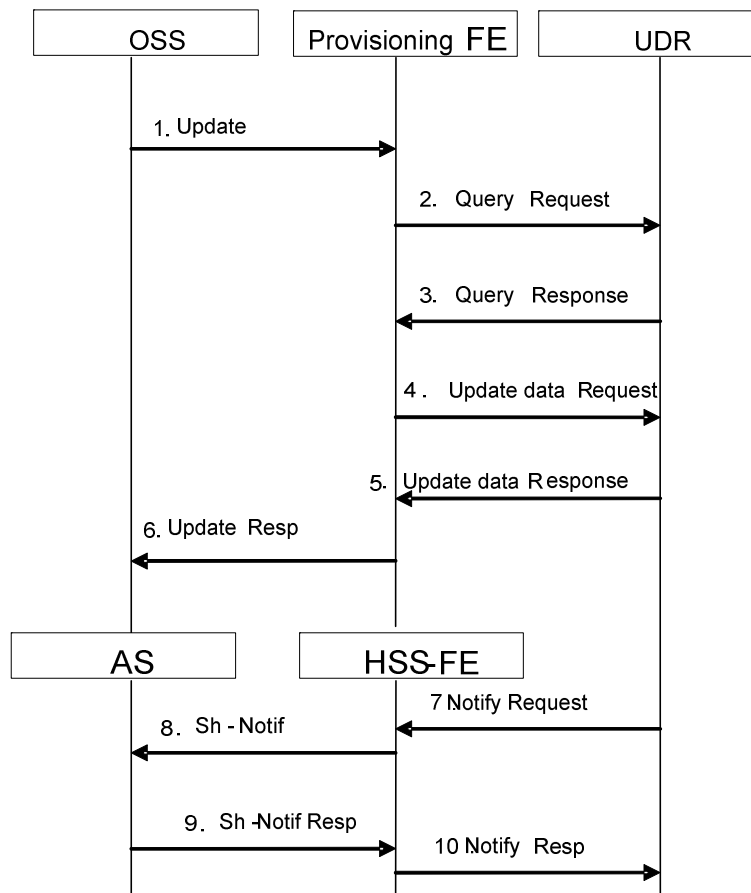 OSS
Provisioning FE
UDR
1. Update
2. Query Request
3. Query Response
4. Update data Request
5. Update data Response
6. Update Resp
AS
HSS-FE
7 Notify Request
8. Sh-Notif
9. Sh-Notif Resp
10 Notify Resp